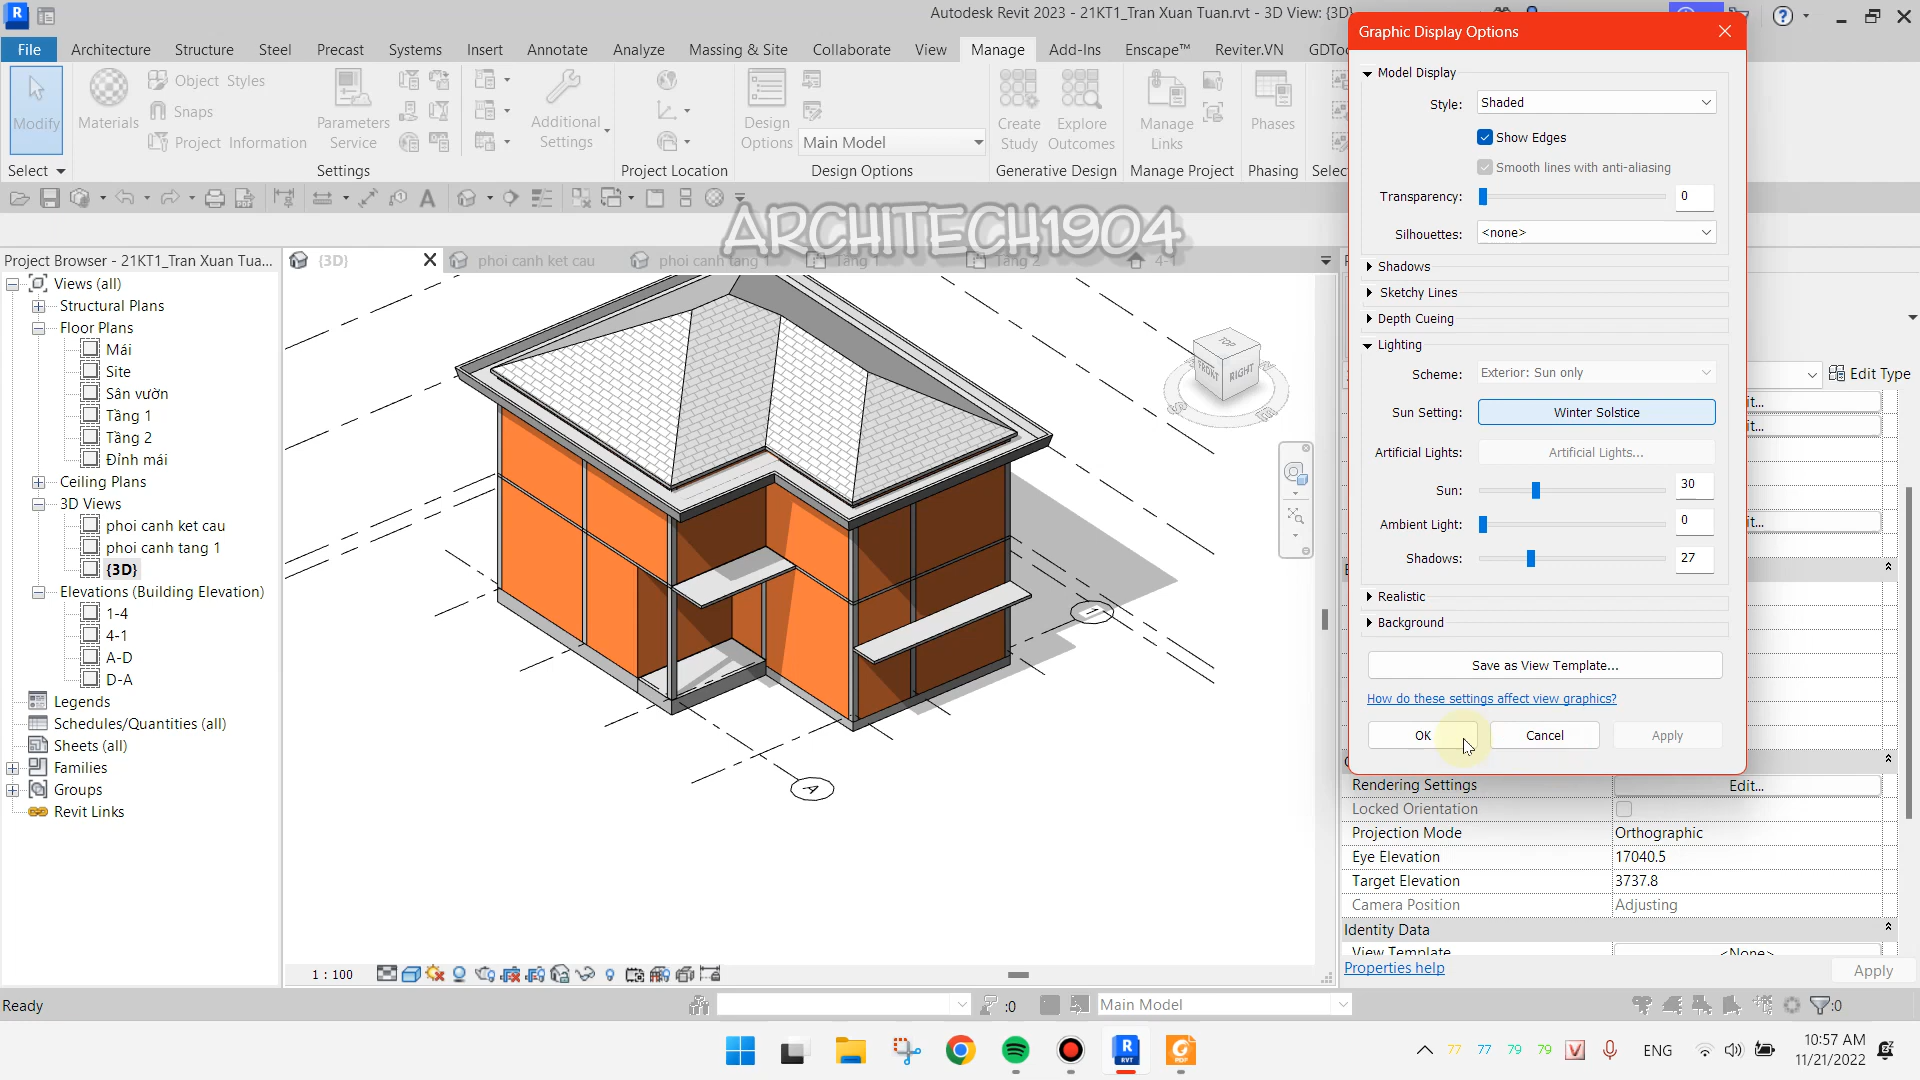 Autodesk Revit 2023 - 21KT1_Tran Xuan Tuan.rvt - 3D View: {3D}
File Architecture Structure Steel Precast Systems Insert Annotate Analyze Massing & Site Collaborate View Manage Add-Ins Enscape™ Reviter.VN
Modify
Materials
Object Styles
Snaps
Project Information
Parameters
Service
Additional
Settings
Design
Options
Main Model
Create
Study
Explore
Outcomes
Manage
Links
Phases
Select
Settings
Project Location
Design Options
Generative Design
Manage Project
Phasing
ARCHITECH1904
Project Browser - 21KT1_Tran Xuan Tua...
{3D}
phoi canh ket cau
phoi canh tang 1
Tầng 1
Tầng 2
4-1
Views (all)
Structural Plans
Floor Plans
Mái
Site
Sân vườn
Tầng 1
Tầng 2
Đỉnh mái
Ceiling Plans
3D Views
phoi canh ket cau
phoi canh tang 1
{3D}
Elevations (Building Elevation)
1-4
4-1
A-D
D-A
Legends
Schedules/Quantities (all)
Sheets (all)
Families
Groups
Revit Links
TOP
FRONT
RIGHT
1
A
Graphic Display Options
Model Display
Style: Shaded
Show Edges
Smooth lines with anti-aliasing
Transparency: 0
Silhouettes: <none>
Shadows
Sketchy Lines
Depth Cueing
Lighting
Scheme: Exterior: Sun only
Sun Setting: Winter Solstice
Artificial Lights: Artificial Lights...
Sun: 30
Ambient Light: 0
Shadows: 27
Realistic
Background
Save as View Template...
How do these settings affect view graphics?
OK Cancel Apply
Edit Type
Rendering Settings Edit...
Locked Orientation
Projection Mode Orthographic
Eye Elevation 17040.5
Target Elevation 3737.8
Camera Position Adjusting
Identity Data
View Template <None>
Properties help
Apply
1 : 100
Ready
:0
Main Model
:0
77 77 79 79
ENG
10:57 AM
11/21/2022